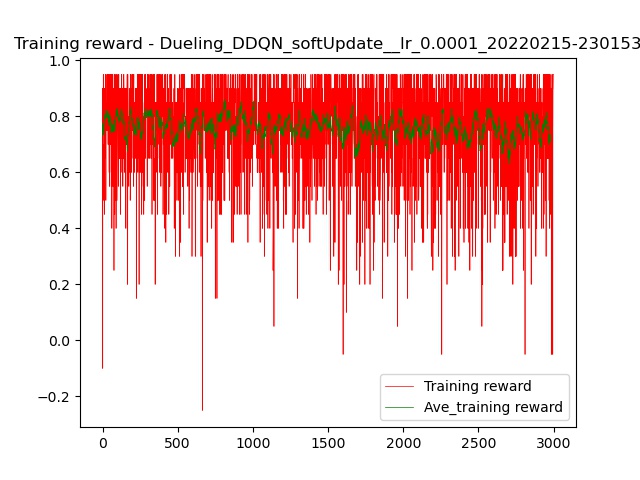 Training reward - Dueling_DDQN_softUpdate__lr_0.0001_20220215-230153
1.0
0.8
0.6
0.4
0.2
0.0
−0.2
0 500 1000 1500 2000 2500 3000
Training reward
Ave_training reward